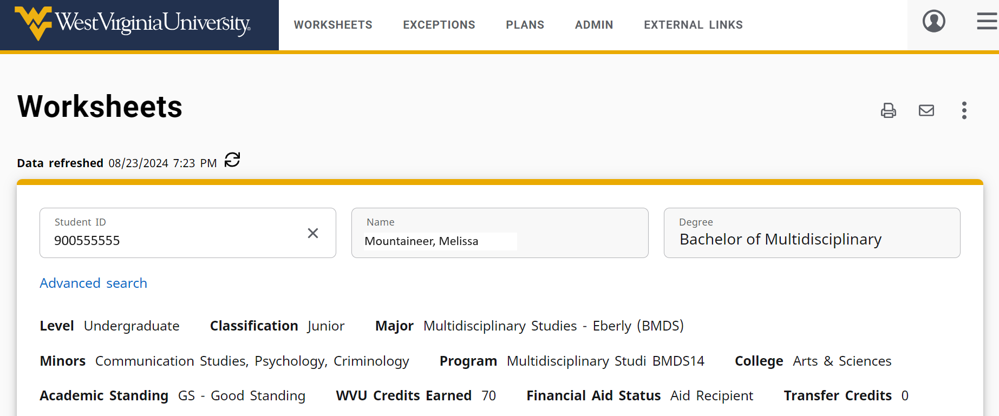 WestVirginiaUniversity®
WORKSHEETS EXCEPTIONS PLANS ADMIN EXTERNAL LINKS
Worksheets
Data refreshed 08/23/2024 7:23 PM
Student ID
900555555
Name
Mountaineer, Melissa
Degree
Bachelor of Multidisciplinary
Advanced search
Level Undergraduate Classification Junior Major Multidisciplinary Studies - Eberly (BMDS)
Minors Communication Studies, Psychology, Criminology Program Multidisciplinary Studi BMDS14 College Arts & Sciences
Academic Standing GS - Good Standing WVU Credits Earned 70 Financial Aid Status Aid Recipient Transfer Credits 0